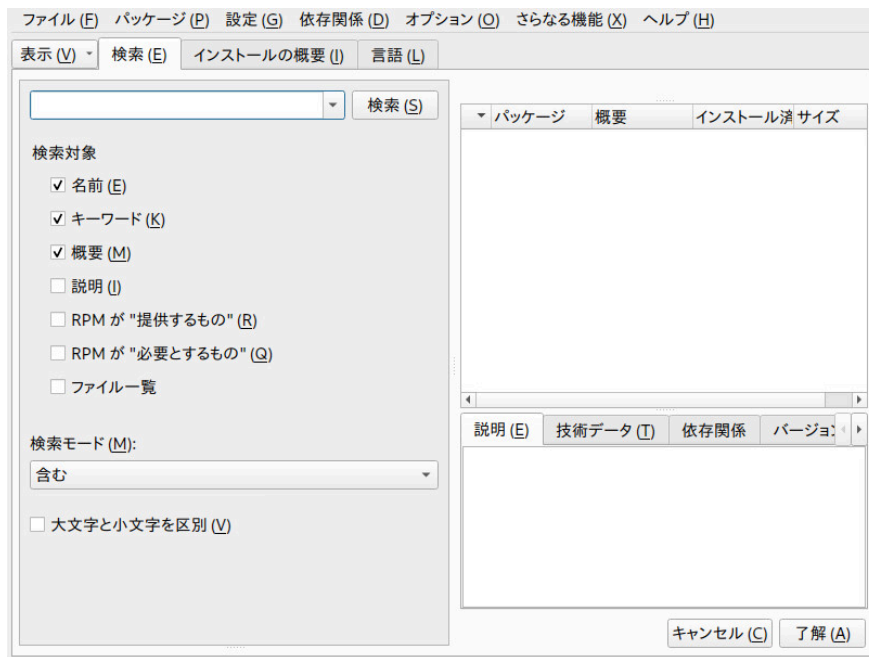 ファイル (F) パッケージ (P) 設定 (G) 依存関係 (D) オプション (O) さらなる機能 (X) ヘルプ (H)
表示 (V) 検索 (E) インストールの概要 (I) 言語 (L)
検索 (S)
検索対象
名前 (E)
キーワード (K)
概要 (M)
説明 (I)
RPM が "提供するもの" (R)
RPM が "必要とするもの" (Q)
ファイル一覧
検索モード (M):
含む
大文字と小文字を区別 (V)
パッケージ 概要 インストール済 サイズ
説明 (E) 技術データ (T) 依存関係 バージョ
キャンセル (C) 了解 (A)